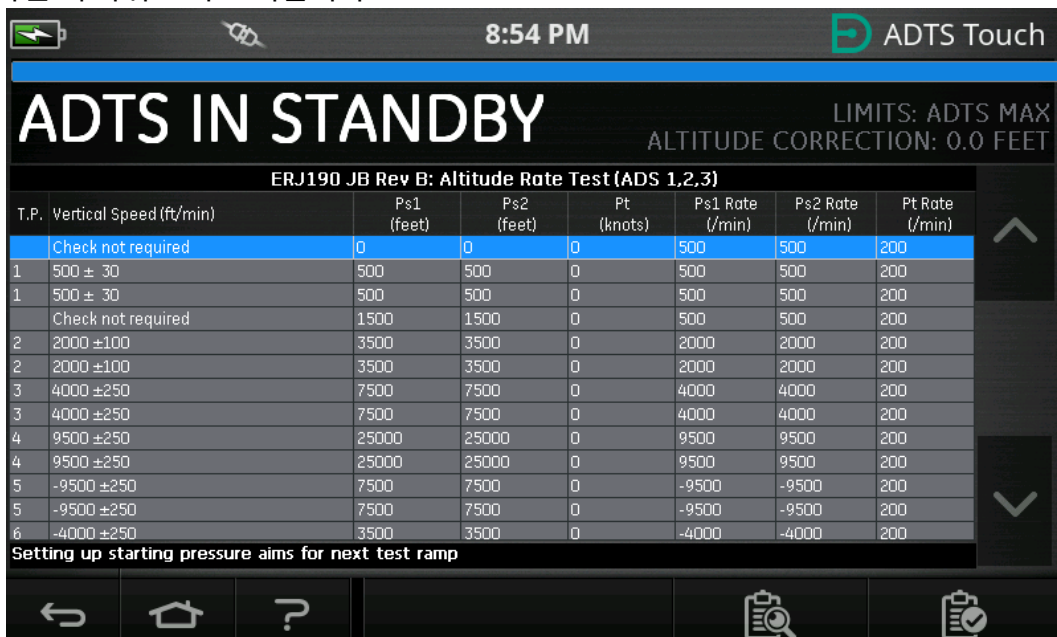 8:54 PM
ADTS Touch
ADTS IN STANDBY
LIMITS: ADTS MAX
ALTITUDE CORRECTION: 0.0 FEET
ERJ190 JB Rev B: Altitude Rate Test (ADS 1,2,3)
T.P. Vertical Speed (ft/min) Ps1 (feet) Ps2 (feet) Pt (knots) Ps1 Rate (/min) Ps2 Rate (/min) Pt Rate (/min)
Check not required 0 0 0 500 500 200
1 500 ± 30 500 500 0 500 500 200
1 500 ± 30 500 500 0 500 500 200
Check not required 1500 1500 0 500 500 200
2 2000 ±100 3500 3500 0 2000 2000 200
2 2000 ±100 3500 3500 0 2000 2000 200
3 4000 ±250 7500 7500 0 4000 4000 200
3 4000 ±250 7500 7500 0 4000 4000 200
4 9500 ±250 25000 25000 0 9500 9500 200
4 9500 ±250 25000 25000 0 9500 9500 200
5 -9500 ±250 7500 7500 0 -9500 -9500 200
5 -9500 ±250 7500 7500 0 -9500 -9500 200
6 -4000 ±250 3500 3500 0 -4000 -4000 200
Setting up starting pressure aims for next test ramp